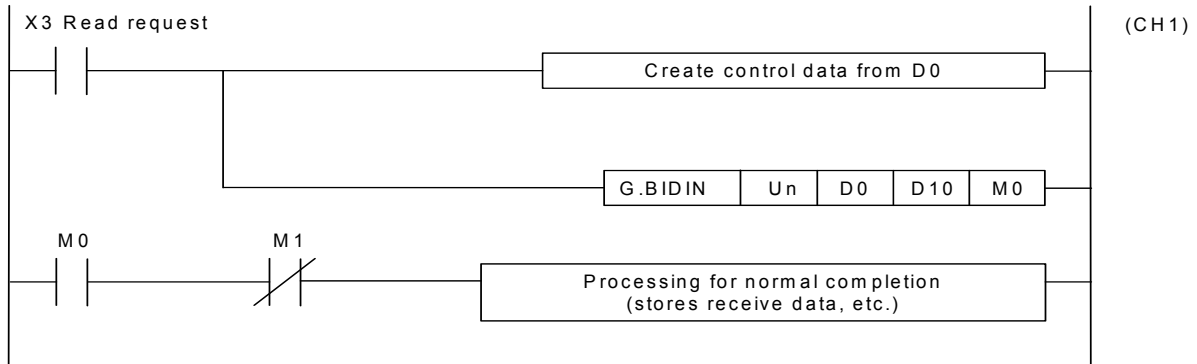 X3 Read request
(CH1)
Create control data from D0
G.BIDIN Un D0 D10 M0
M0 M1
Processing for normal completion
(stores receive data, etc.)